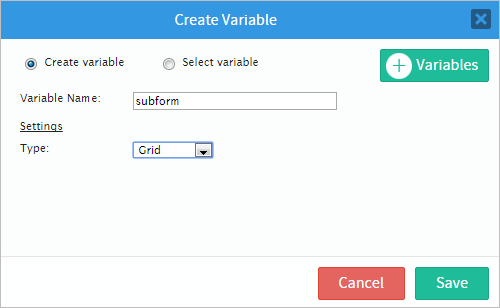 Create Variable
Create variable
Select variable
Variables
Variable Name:
subform
Settings
Type:
Grid
Cancel
Save